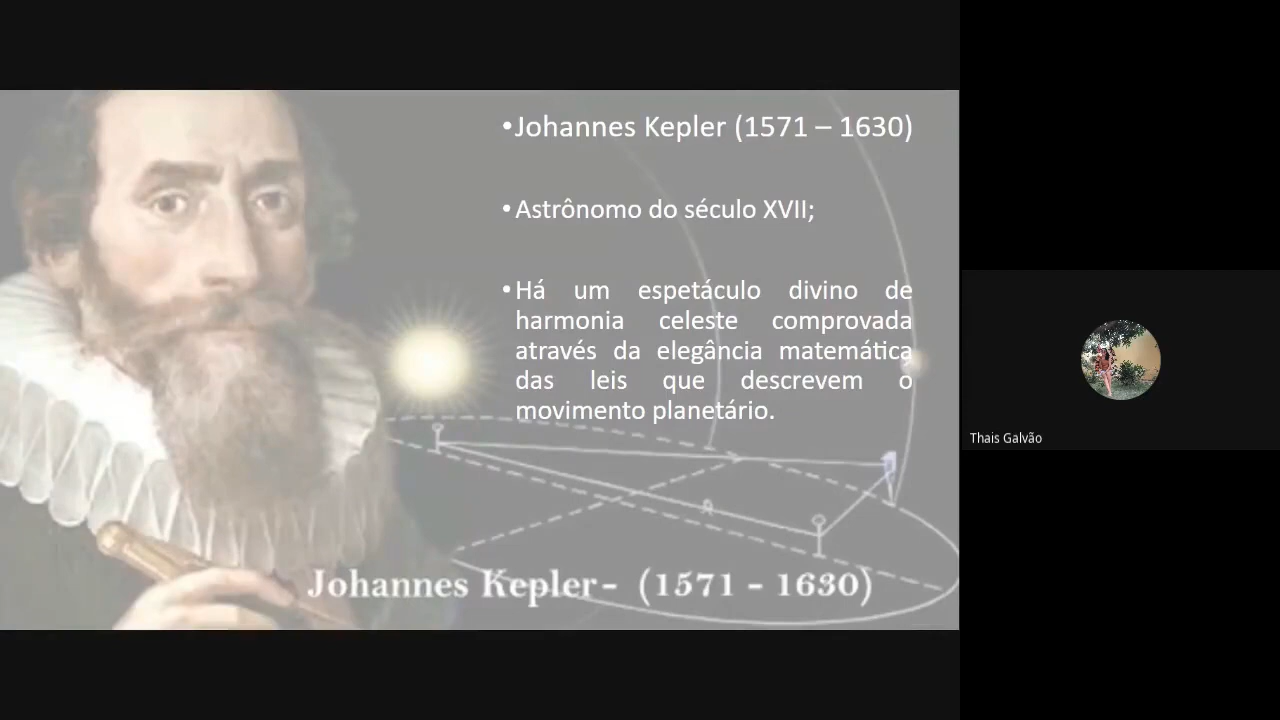 •Johannes Kepler (1571 – 1630)
•Astrônomo do século XVII;
•Há um espetáculo divino de
harmonia celeste comprovada
através da elegância matemática
das leis que descrevem o
movimento planetário.
Johannes Kepler- (1571 - 1630)
Thais Galvão